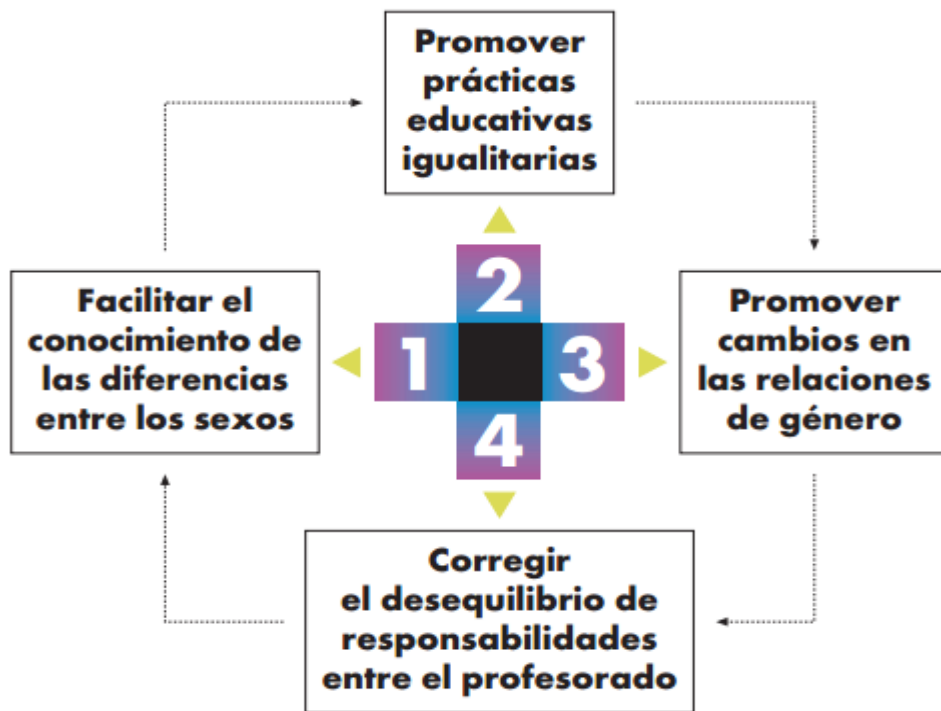 Promover
prácticas
educativas
igualitarias
Facilitar el
conocimiento de
las diferencias
entre los sexos
2
1
3
4
Promover
cambios en
las relaciones
de género
Corregir
el desequilibrio de
responsabilidades
entre el profesorado